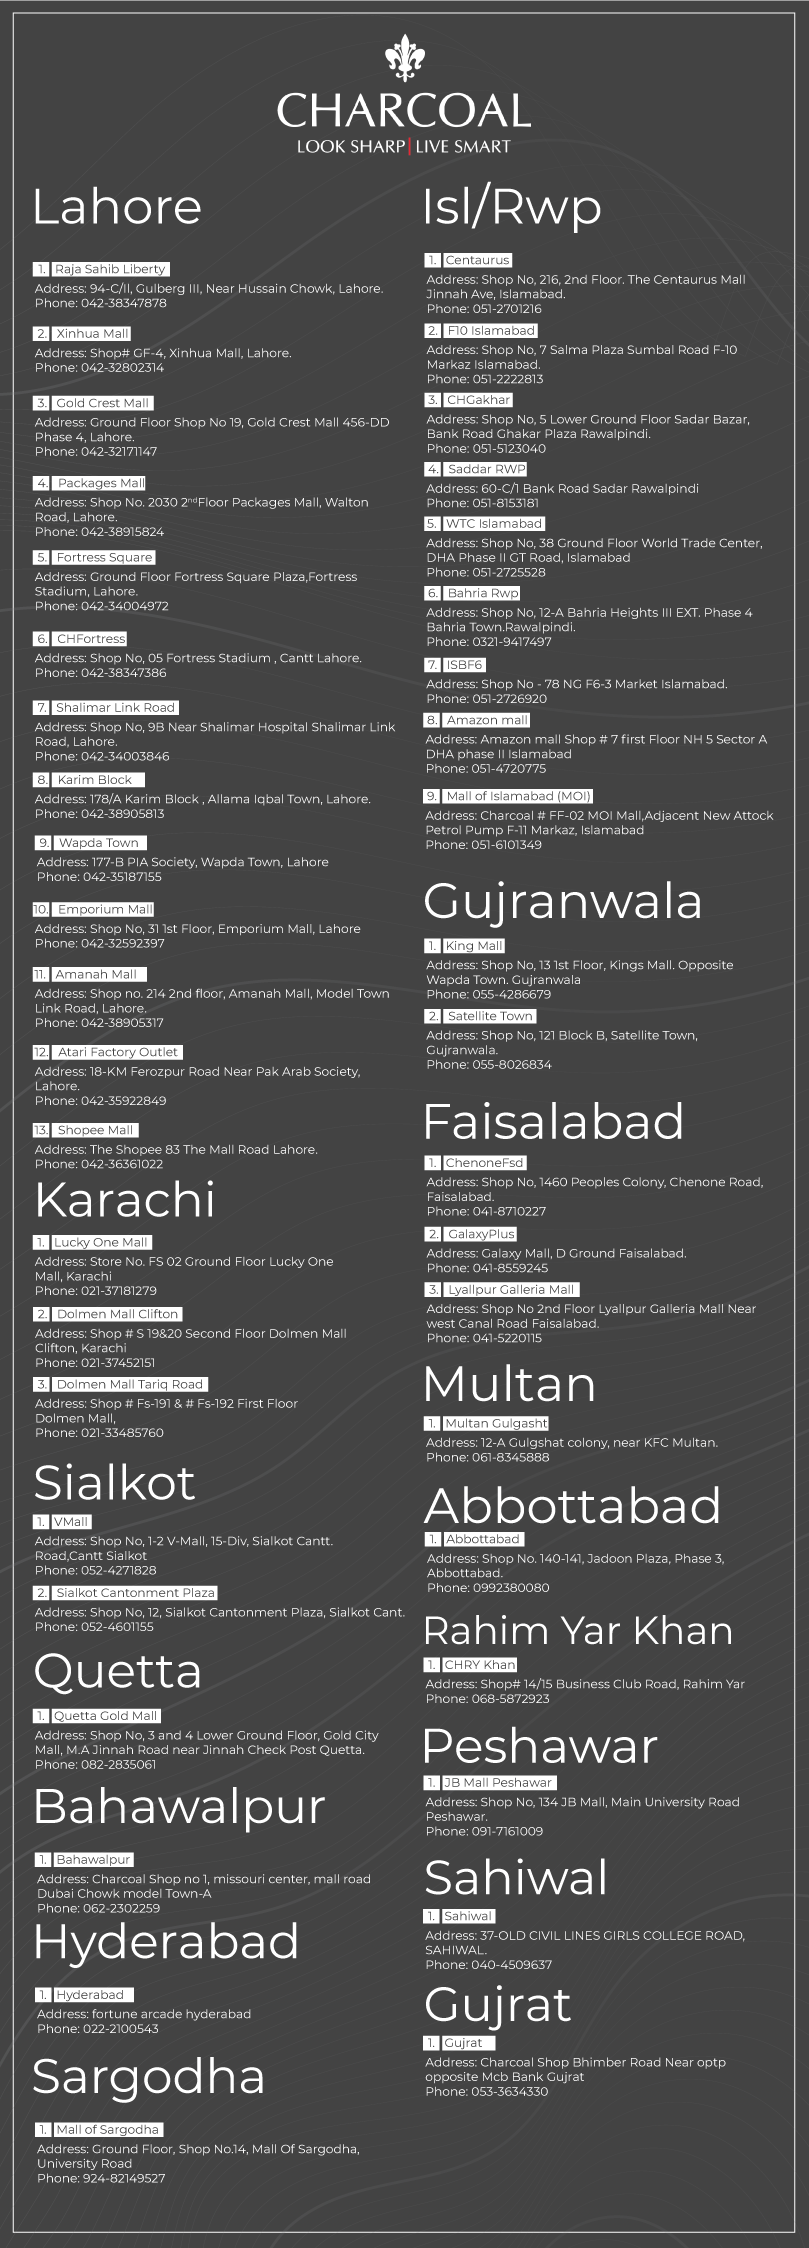 CHARCOAL
LOOK SHARP|LIVE SMART
Lahore
1. Raja Sahib Liberty
Address: 94-C/II, Gulberg III, Near Hussain Chowk, Lahore.
Phone: 042-38347878
2. Xinhua Mall
Address: Shop# GF-4, Xinhua Mall, Lahore.
Phone: 042-32802314
3. Gold Crest Mall
Address: Ground Floor Shop No 19, Gold Crest Mall 456-DD
Phase 4, Lahore.
Phone: 042-32171147
4. Packages Mall
Address: Shop No. 2030 2ndFloor Packages Mall, Walton
Road, Lahore.
Phone: 042-38915824
5. Fortress Square
Address: Ground Floor Fortress Square Plaza,Fortress
Stadium, Lahore.
Phone: 042-34004972
6. CHFortress
Address: Shop No, 05 Fortress Stadium , Cantt Lahore.
Phone: 042-38347386
7. Shalimar Link Road
Address: Shop No, 9B Near Shalimar Hospital Shalimar Link
Road, Lahore.
Phone: 042-34003846
8. Karim Block
Address: 178/A Karim Block , Allama Iqbal Town, Lahore.
Phone: 042-38905813
9. Wapda Town
Address: 177-B PIA Society, Wapda Town, Lahore
Phone: 042-35187155
10. Emporium Mall
Address: Shop No, 31 1st Floor, Emporium Mall, Lahore
Phone: 042-32592397
11. Amanah Mall
Address: Shop no. 214 2nd floor, Amanah Mall, Model Town
Link Road, Lahore.
Phone: 042-38905317
12. Atari Factory Outlet
Address: 18-KM Ferozpur Road Near Pak Arab Society,
Lahore.
Phone: 042-35922849
13. Shopee Mall
Address: The Shopee 83 The Mall Road Lahore.
Phone: 042-36361022
Karachi
1. Lucky One Mall
Address: Store No. FS 02 Ground Floor Lucky One
Mall, Karachi
Phone: 021-37181279
2. Dolmen Mall Clifton
Address: Shop # S 19&20 Second Floor Dolmen Mall
Clifton, Karachi
Phone: 021-37452151
3. Dolmen Mall Tariq Road
Address: Shop # Fs-191 & # Fs-192 First Floor
Dolmen Mall,
Phone: 021-33485760
Sialkot
1. VMall
Address: Shop No, 1-2 V-Mall, 15-Div, Sialkot Cantt.
Road,Cantt Sialkot
Phone: 052-4271828
2. Sialkot Cantonment Plaza
Address: Shop No, 12, Sialkot Cantonment Plaza, Sialkot Cant.
Phone: 052-4601155
Quetta
1. Quetta Gold Mall
Address: Shop No, 3 and 4 Lower Ground Floor, Gold City
Mall, M.A Jinnah Road near Jinnah Check Post Quetta.
Phone: 082-2835061
Bahawalpur
1. Bahawalpur
Address: Charcoal Shop no 1, missouri center, mall road
Dubai Chowk model Town-A
Phone: 062-2302259
Hyderabad
1. Hyderabad
Address: fortune arcade hyderabad
Phone: 022-2100543
Sargodha
1. Mall of Sargodha
Address: Ground Floor, Shop No.14, Mall Of Sargodha,
University Road
Phone: 924-82149527
Isl/Rwp
1. Centaurus
Address: Shop No, 216, 2nd Floor. The Centaurus Mall
Jinnah Ave, Islamabad.
Phone: 051-2701216
2. F10 Islamabad
Address: Shop No, 7 Salma Plaza Sumbal Road F-10
Markaz Islamabad.
Phone: 051-2222813
3. CHGakhar
Address: Shop No, 5 Lower Ground Floor Sadar Bazar,
Bank Road Ghakar Plaza Rawalpindi.
Phone: 051-5123040
4. Saddar RWP
Address: 60-C/1 Bank Road Sadar Rawalpindi
Phone: 051-8153181
5. WTC Islamabad
Address: Shop No, 38 Ground Floor World Trade Center,
DHA Phase II GT Road, Islamabad
Phone: 051-2725528
6. Bahria Rwp
Address: Shop No, 12-A Bahria Heights III EXT. Phase 4
Bahria Town.Rawalpindi.
Phone: 0321-9417497
7. ISBF6
Address: Shop No - 78 NG F6-3 Market Islamabad.
Phone: 051-2726920
8. Amazon mall
Address: Amazon mall Shop # 7 first Floor NH 5 Sector A
DHA phase II Islamabad
Phone: 051-4720775
9. Mall of Islamabad (MOI)
Address: Charcoal # FF-02 MOI Mall,Adjacent New Attock
Petrol Pump F-11 Markaz, Islamabad
Phone: 051-6101349
Gujranwala
1. King Mall
Address: Shop No, 13 1st Floor, Kings Mall. Opposite
Wapda Town. Gujranwala
Phone: 055-4286679
2. Satellite Town
Address: Shop No, 121 Block B, Satellite Town,
Gujranwala.
Phone: 055-8026834
Faisalabad
1. ChenoneFsd
Address: Shop No, 1460 Peoples Colony, Chenone Road,
Faisalabad.
Phone: 041-8710227
2. GalaxyPlus
Address: Galaxy Mall, D Ground Faisalabad.
Phone: 041-8559245
3. Lyallpur Galleria Mall
Address: Shop No 2nd Floor Lyallpur Galleria Mall Near
west Canal Road Faisalabad.
Phone: 041-5220115
Multan
1. Multan Gulgasht
Address: 12-A Gulgshat colony, near KFC Multan.
Phone: 061-8345888
Abbottabad
1. Abbottabad
Address: Shop No. 140-141, Jadoon Plaza, Phase 3,
Abbottabad.
Phone: 0992380080
Rahim Yar Khan
1. CHRY Khan
Address: Shop# 14/15 Business Club Road, Rahim Yar
Phone: 068-5872923
Peshawar
1. JB Mall Peshawar
Address: Shop No, 134 JB Mall, Main University Road
Peshawar.
Phone: 091-7161009
Sahiwal
1. Sahiwal
Address: 37-OLD CIVIL LINES GIRLS COLLEGE ROAD,
SAHIWAL.
Phone: 040-4509637
Gujrat
1. Gujrat
Address: Charcoal Shop Bhimber Road Near optp
opposite Mcb Bank Gujrat
Phone: 053-3634330